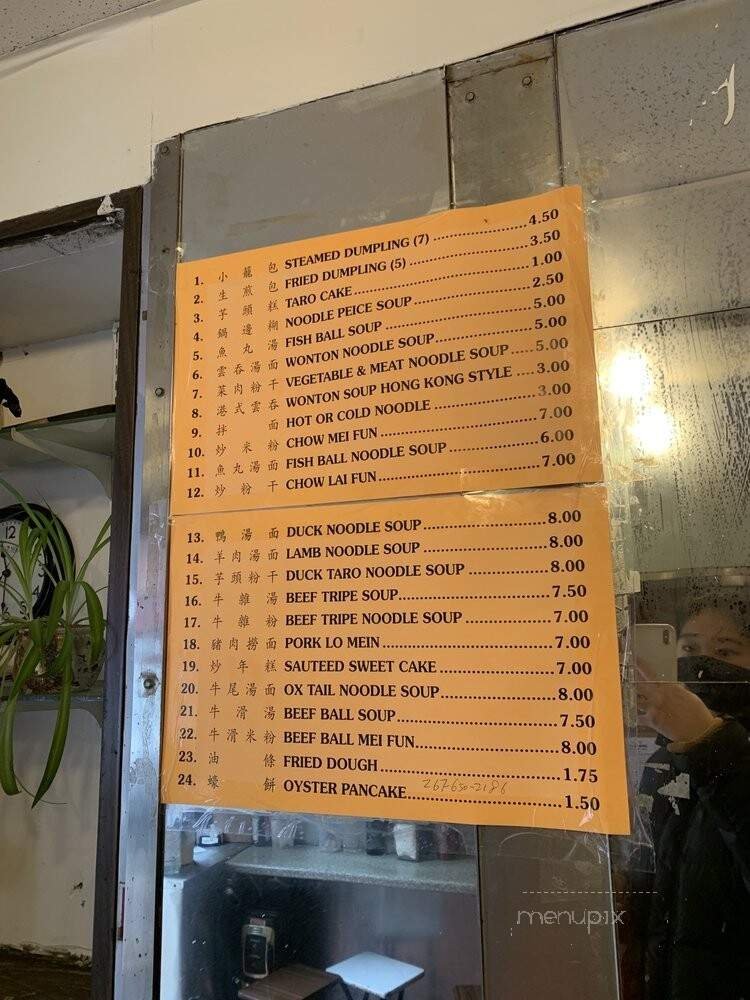 1. 小籠包 STEAMED DUMPLING (7) 4.50
2. 生煎包 FRIED DUMPLING (5) 3.50
3. 芋頭糕 TARO CAKE 1.00
4. 鍋邊糊 NOODLE PEICE SOUP 2.50
5. 魚丸湯 FISH BALL SOUP 5.00
6. 雲吞湯面 WONTON NOODLE SOUP 5.00
7. 菜肉粉干 VEGETABLE & MEAT NOODLE SOUP 5.00
8. 港式雲吞 WONTON SOUP HONG KONG STYLE 3.00
9. 拌面 HOT OR COLD NOODLE 3.00
10. 炒米粉 CHOW MEI FUN 7.00
11. 魚丸湯面 FISH BALL NOODLE SOUP 6.00
12. 炒粉干 CHOW LAI FUN 7.00
13. 鴨湯面 DUCK NOODLE SOUP 8.00
14. 羊肉湯面 LAMB NOODLE SOUP 8.00
15. 芋頭粉干 DUCK TARO NOODLE SOUP 8.00
16. 牛雜湯 BEEF TRIPE SOUP 7.50
17. 牛雜粉 BEEF TRIPE NOODLE SOUP 7.00
18. 豬肉撈面 PORK LO MEIN 7.00
19. 炒年糕 SAUTEED SWEET CAKE 7.00
20. 牛尾湯面 OX TAIL NOODLE SOUP 8.00
21. 牛滑湯 BEEF BALL SOUP 7.50
22. 牛滑米粉 BEEF BALL MEI FUN 8.00
23. 油條 FRIED DOUGH 1.75
24. 蠔餅 OYSTER PANCAKE 1.50
267-650-2186
menupix